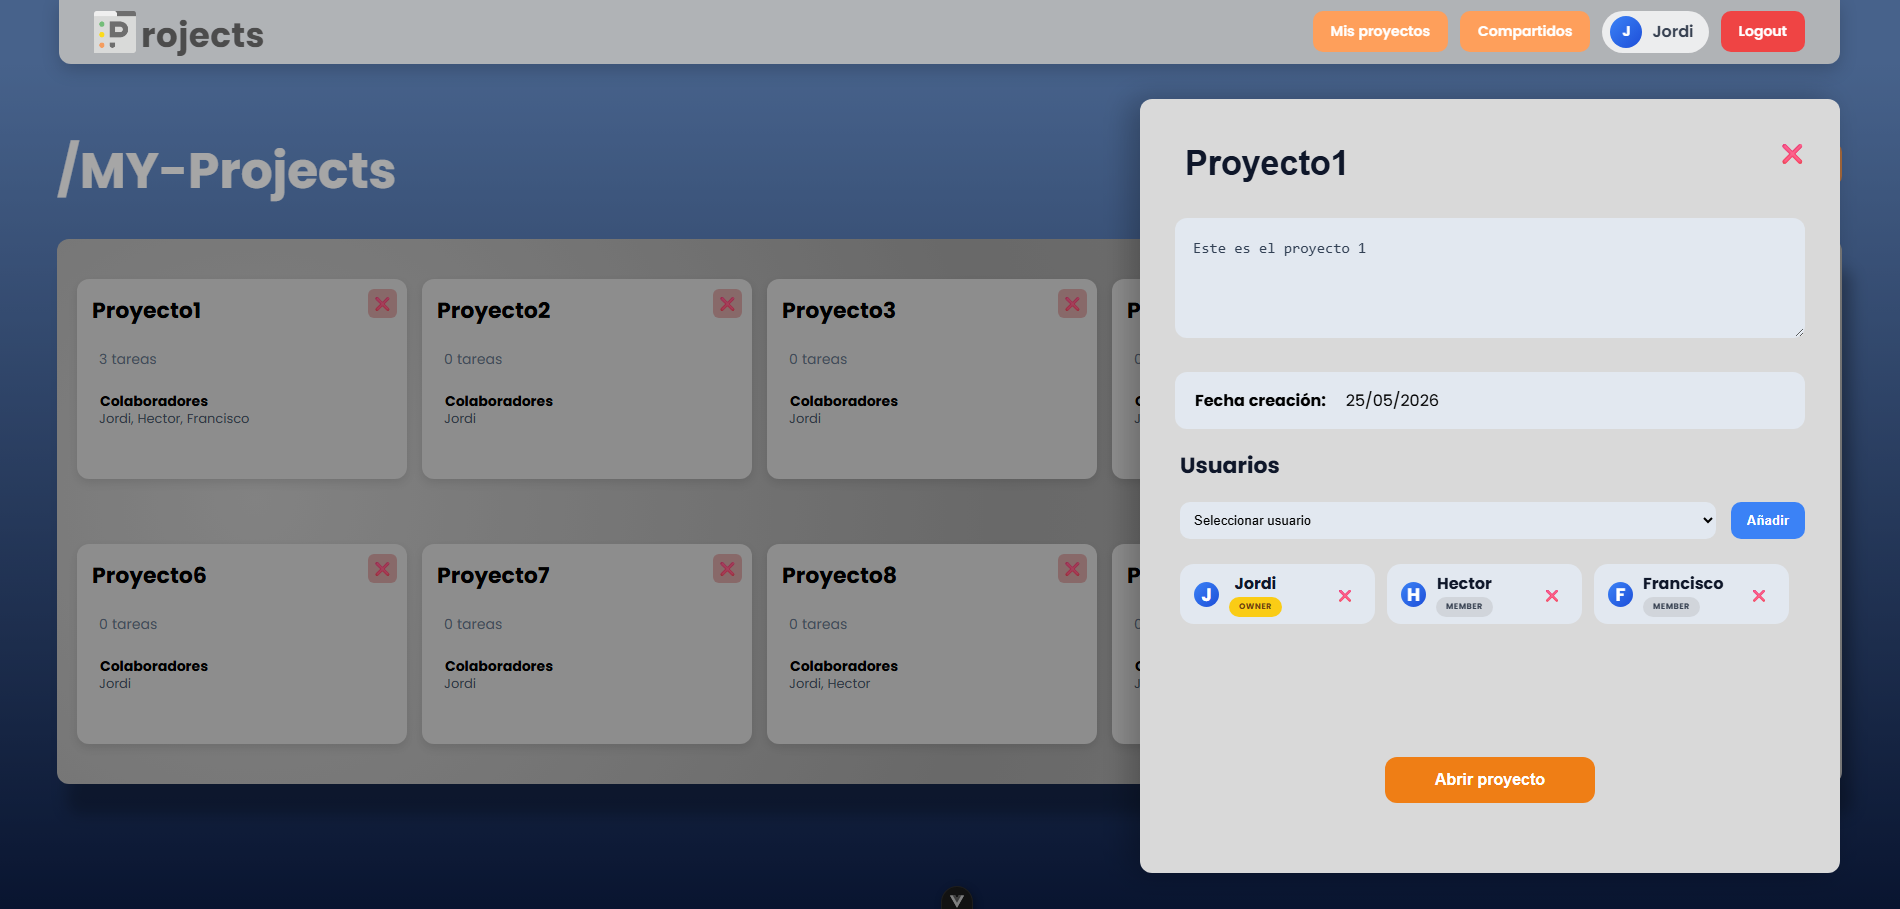 Projects
Mis proyectos
Compartidos
J Jordi
Logout
/MY-Projects
Proyecto1
3 tareas
Colaboradores
Jordi, Hector, Francisco
Proyecto2
0 tareas
Colaboradores
Jordi
Proyecto3
0 tareas
Colaboradores
Jordi
Proyecto6
0 tareas
Colaboradores
Jordi
Proyecto7
0 tareas
Colaboradores
Jordi
Proyecto8
0 tareas
Colaboradores
Jordi, Hector
Proyecto1
Este es el proyecto 1
Fecha creación: 25/05/2026
Usuarios
Seleccionar usuario
Añadir
J Jordi
OWNER
H Hector
MEMBER
F Francisco
MEMBER
Abrir proyecto